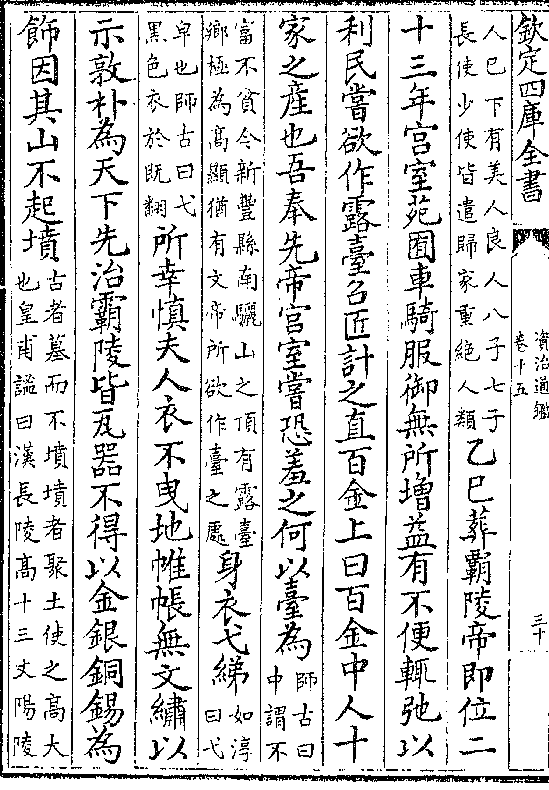 欽定四庫全書
資治通鑑
卷十五
三十
人已下有美人良人八子七子
長使少使皆遣歸家重絶人類
乙巳葬霸陵帝即位二
十三年宫室苑囿車騎服御無所增益有不便輒弛以
利民嘗欲作露臺召匠計之直百金上曰百金中人十
家之産也吾奉先帝宫室嘗恐羞之何以臺為
師古曰
中謂不
富不貧今新豐縣南驪山之頂有露臺
鄉極為高顯猶有文帝所欲作臺之處
身衣弋綈
如淳
曰弋
皁也師古曰弋
黑色衣於既翻
所幸慎夫人衣不曳地帷帳無文繡以
示敦朴為天下先治霸陵皆瓦器不得以金銀銅錫為
飾因其山不起墳
古者墓而不墳墳者聚土使之高大
也皇甫謐曰漢長陵高十三丈陽陵